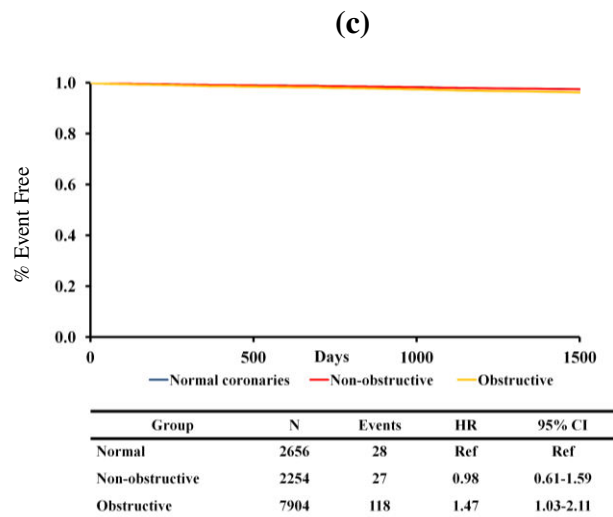 (c)
% Event Free
1.0
0.8
0.6
0.4
0.2
0.0
0 500 Days 1000 1500
Normal coronaries Non-obstructive Obstructive
Group N Events HR 95% CI
Normal 2656 28 Ref Ref
Non-obstructive 2254 27 0.98 0.61-1.59
Obstructive 7904 118 1.47 1.03-2.11